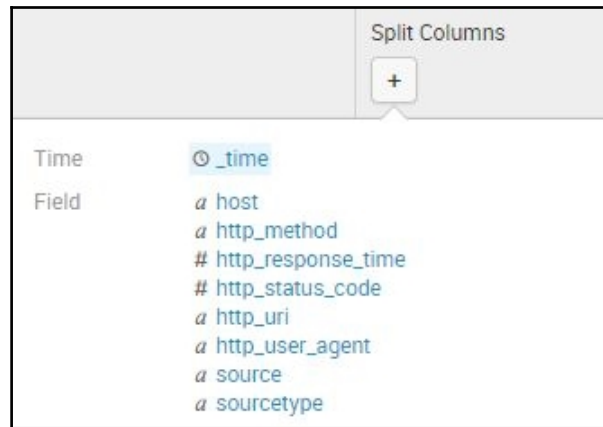 Split Columns
+
Time _time
Field a host
a http_method
# http_response_time
# http_status_code
a http_uri
a http_user_agent
a source
a sourcetype